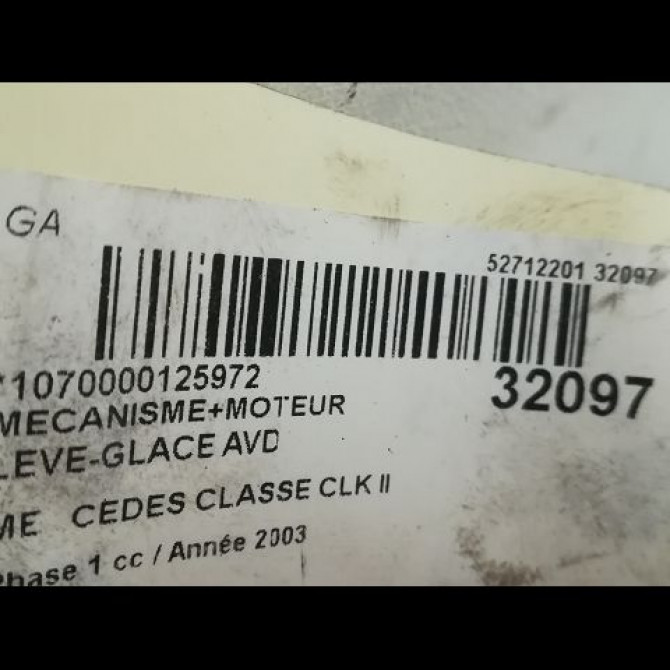 GA
52712201 32097
*1070000125972
32097
MECANISME+MOTEUR
LEVE-GLACE AVD
ME CEDES CLASSE CLK II
Phase 1 cc / Année 2003